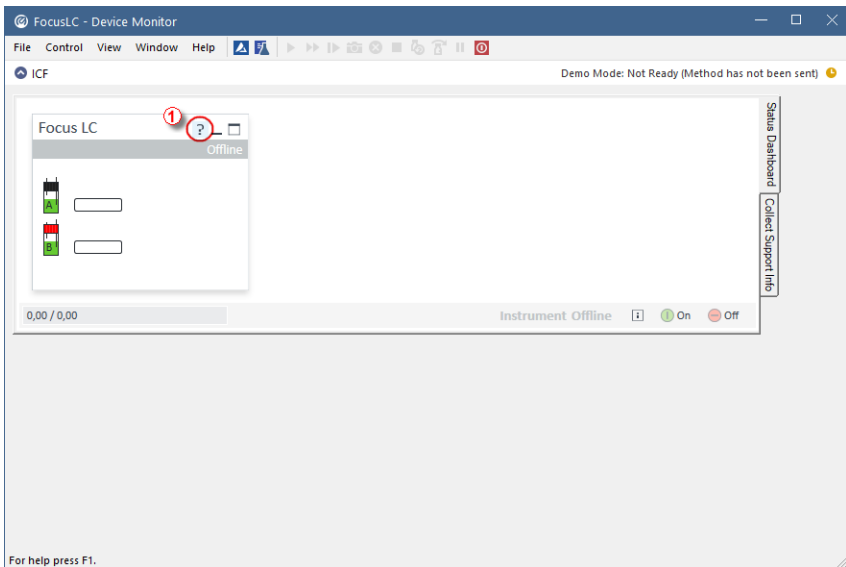 FocusLC - Device Monitor
File Control View Window Help
ICF
Demo Mode: Not Ready (Method has not been sent)
Focus LC
1
?
Offline
A
B
Status Dashboard
Collect Support Info
0,00 / 0,00
Instrument Offline
i
On
Off
For help press F1.